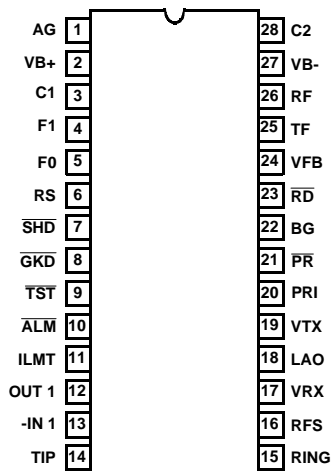 AG 1 28 C2
VB+ 2 27 VB-
C1 3 26 RF
F1 4 25 TF
F0 5 24 VFB
RS 6 23 RD
SHD 7 22 BG
GKD 8 21 PR
TST 9 20 PRI
ALM 10 19 VTX
ILMT 11 18 LAO
OUT 1 12 17 VRX
-IN 1 13 16 RFS
TIP 14 15 RING